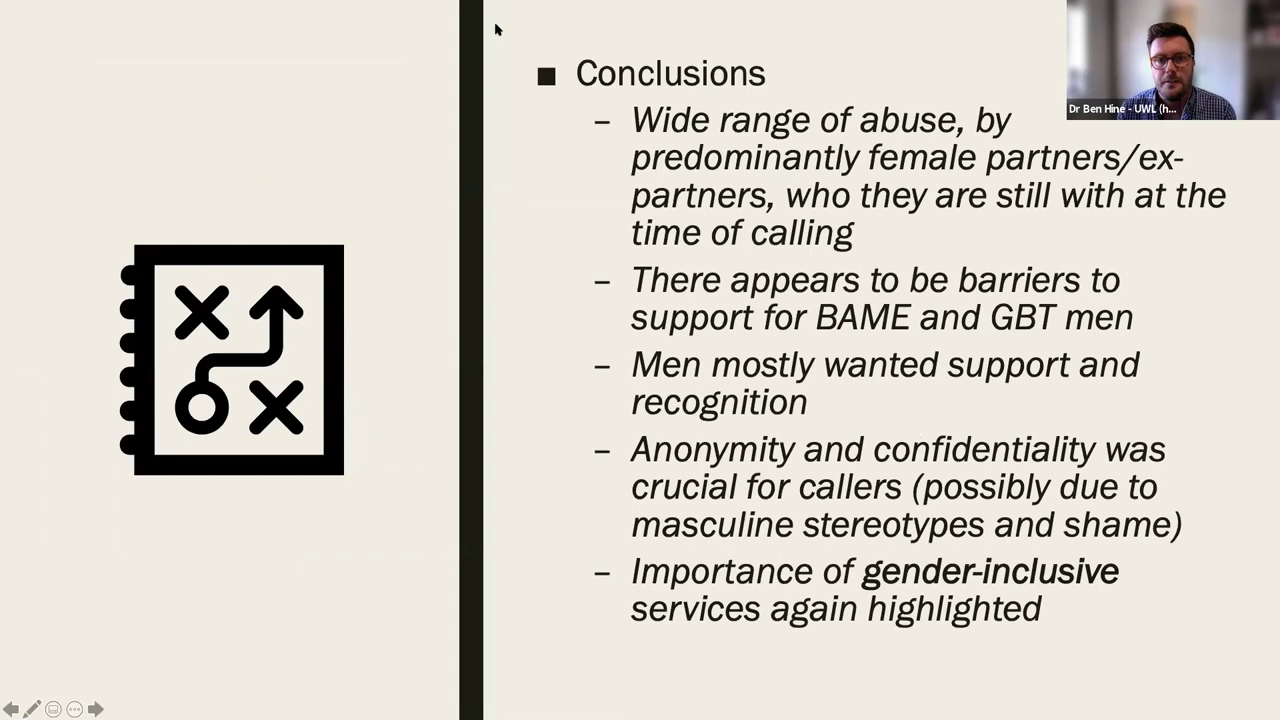 ■ Conclusions
– Wide range of abuse, by
predominantly female partners/ex-
partners, who they are still with at the
time of calling
– There appears to be barriers to
support for BAME and GBT men
– Men mostly wanted support and
recognition
– Anonymity and confidentiality was
crucial for callers (possibly due to
masculine stereotypes and shame)
– Importance of gender-inclusive
services again highlighted
Dr Ben Hine - UWL (h...